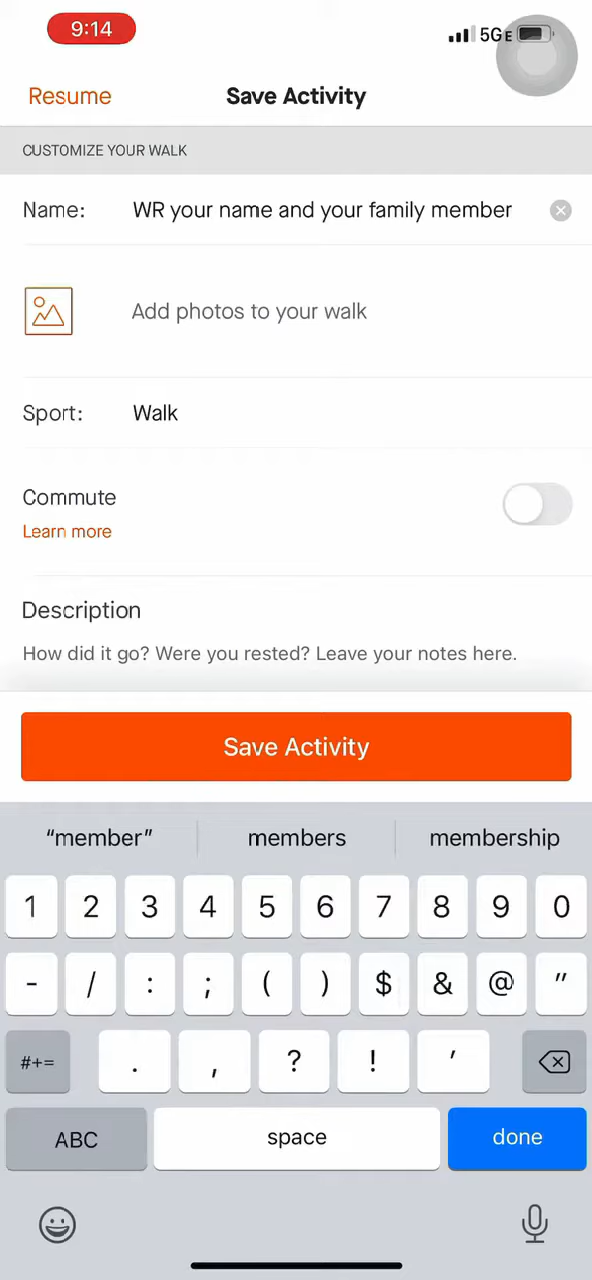 9:14 5GE
Resume Save Activity
CUSTOMIZE YOUR WALK
Name: WR your name and your family member
Add photos to your walk
Sport: Walk
Commute
Learn more
Description
How did it go? Were you rested? Leave your notes here.
Save Activity
“member” members membership
1 2 3 4 5 6 7 8 9 0
- / : ; ( ) $ & @ "
#+= . , ? ! '
ABC space done